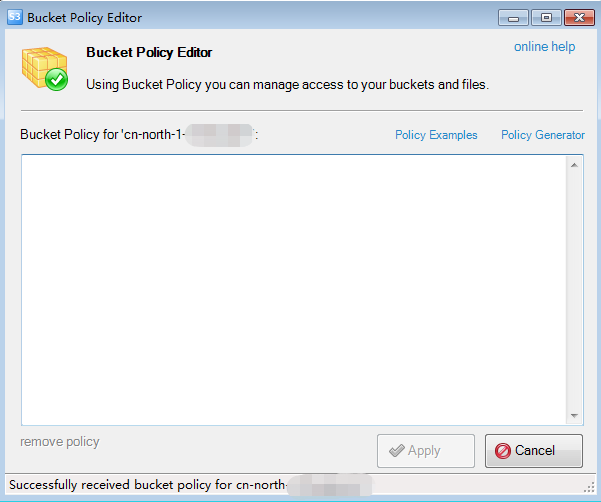 S3 Bucket Policy Editor
Bucket Policy Editor
online help
Using Bucket Policy you can manage access to your buckets and files.
Bucket Policy for 'cn-north-1- :
Policy Examples
Policy Generator
remove policy
Apply
Cancel
Successfully received bucket policy for cn-north-